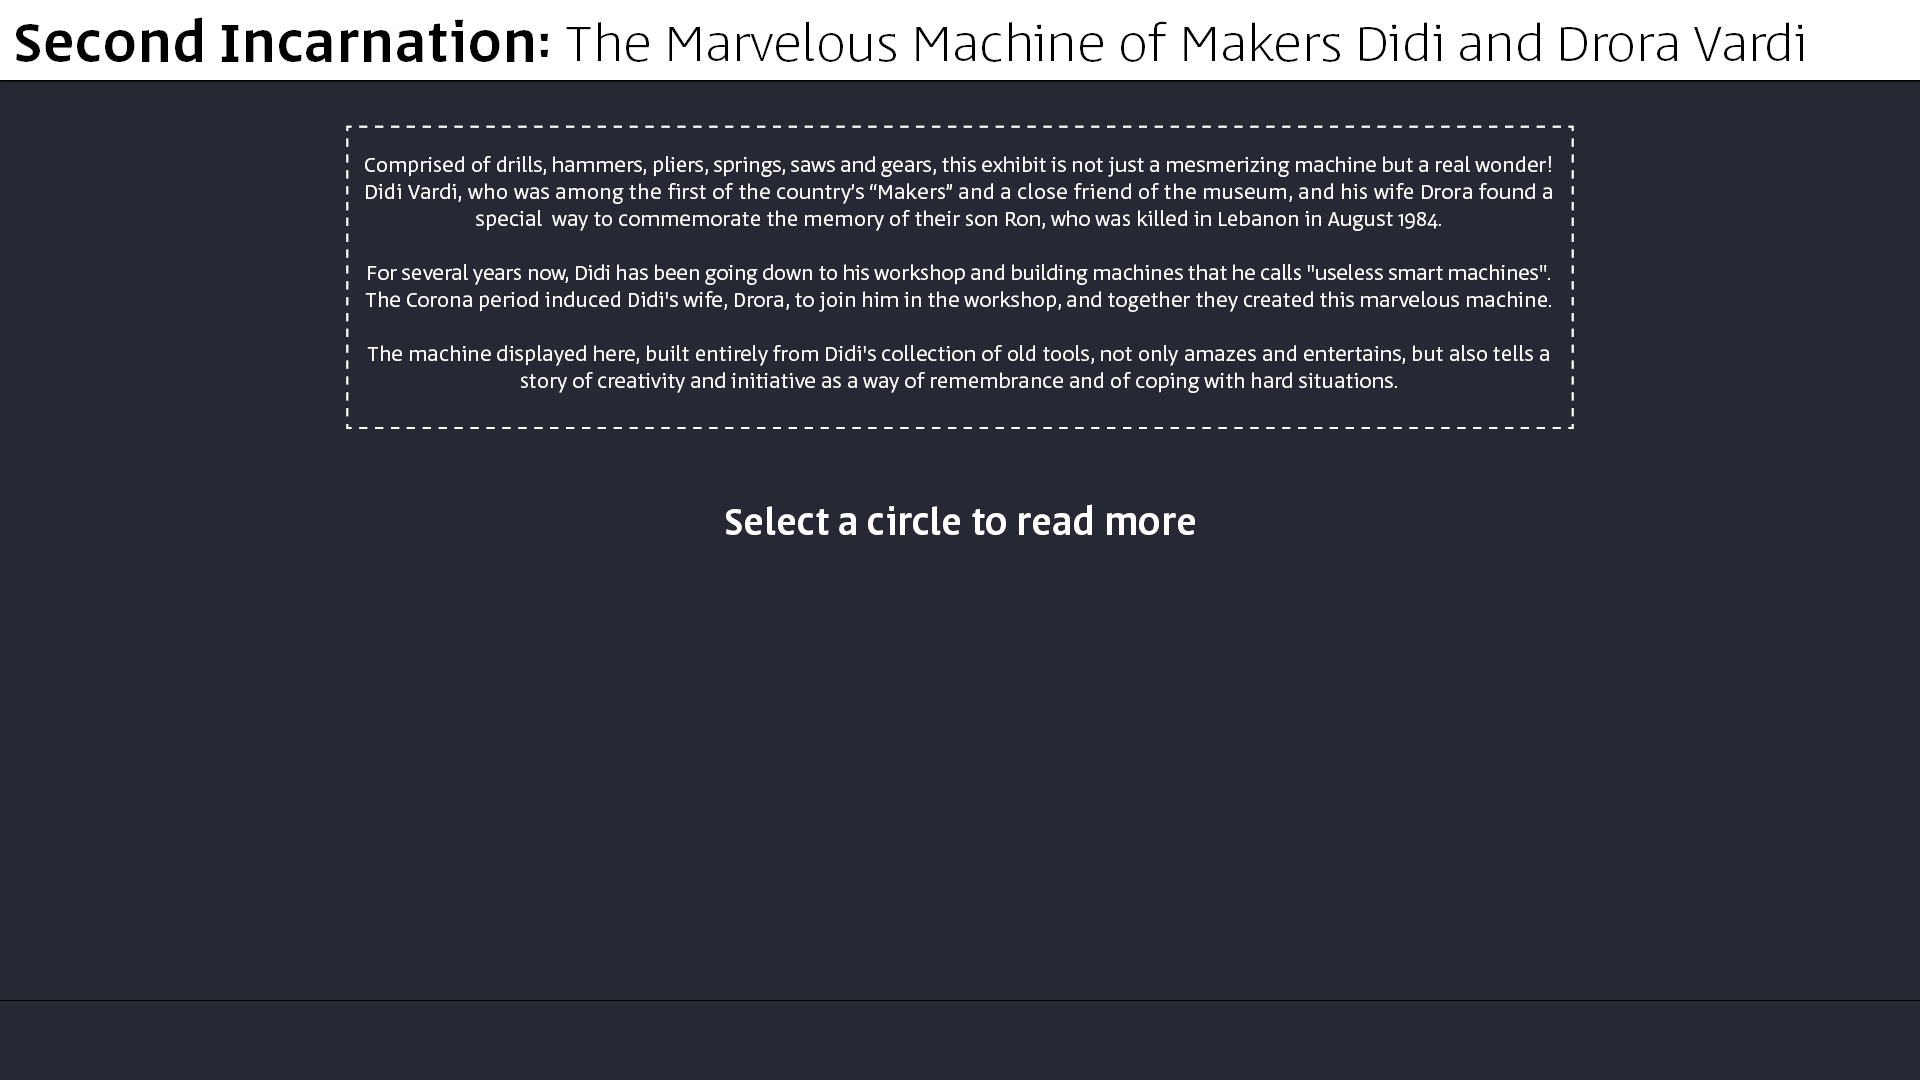 Second Incarnation: The Marvelous Machine of Makers Didi and Drora Vardi
Comprised of drills, hammers, pliers, springs, saws and gears, this exhibit is not just a mesmerizing machine but a real wonder!
Didi Vardi, who was among the first of the country's “Makers” and a close friend of the museum, and his wife Drora found a
special  way to commemorate the memory of their son Ron, who was killed in Lebanon in August 1984.
For several years now, Didi has been going down to his workshop and building machines that he calls "useless smart machines".
The Corona period induced Didi's wife, Drora, to join him in the workshop, and together they created this marvelous machine.
The machine displayed here, built entirely from Didi's collection of old tools, not only amazes and entertains, but also tells a
story of creativity and initiative as a way of remembrance and of coping with hard situations.
Select a circle to read more